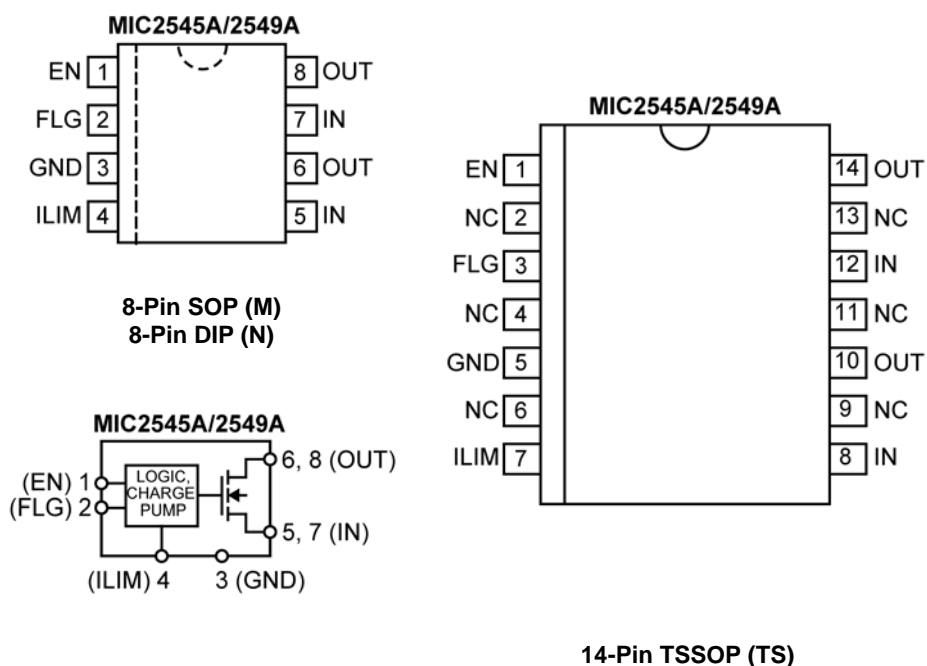 MIC2545A/2549A
EN 1 8 OUT
FLG 2 7 IN
GND 3 6 OUT
ILIM 4 5 IN
8-Pin SOP (M)
8-Pin DIP (N)
MIC2545A/2549A
(EN) 1
(FLG) 2
LOGIC,
CHARGE
PUMP
6, 8 (OUT)
5, 7 (IN)
(ILIM) 4 3 (GND)
MIC2545A/2549A
EN 1 14 OUT
NC 2 13 NC
FLG 3 12 IN
NC 4 11 NC
GND 5 10 OUT
NC 6 9 NC
ILIM 7 8 IN
14-Pin TSSOP (TS)